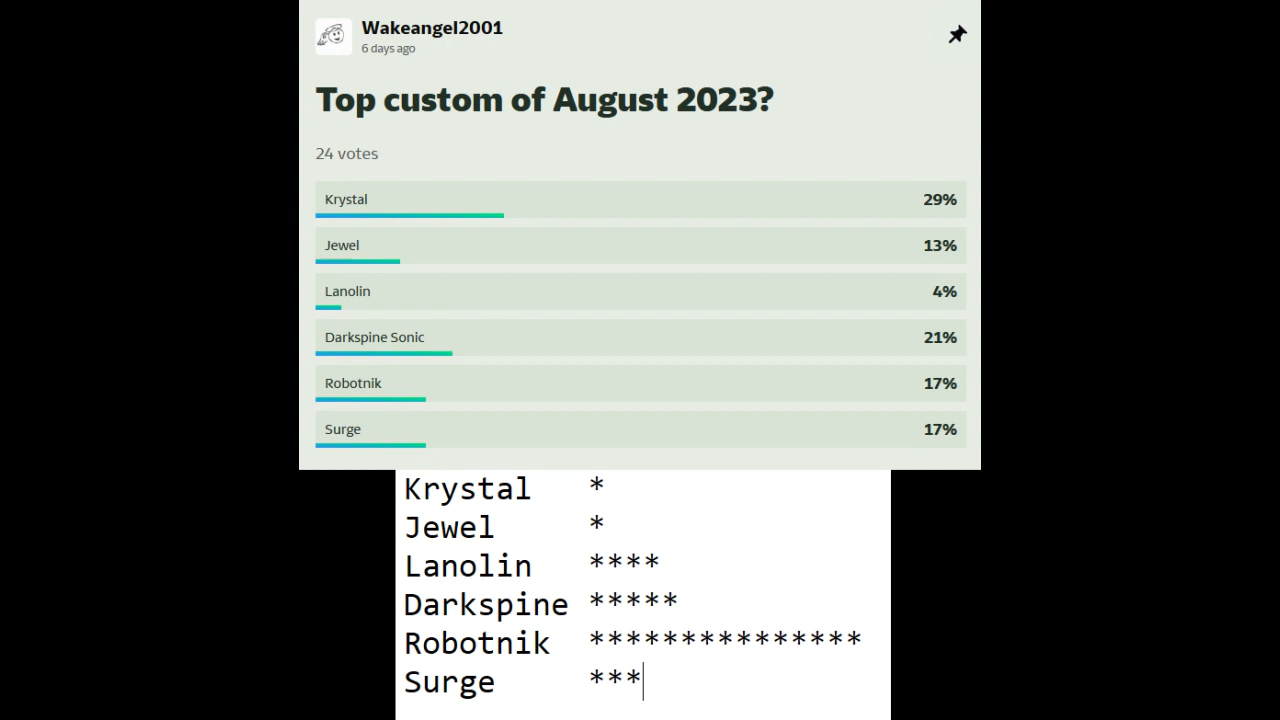 Wakeangel2001
6 days ago
Top custom of August 2023?
24 votes
Krystal 29%
Jewel 13%
Lanolin 4%
Darkspine Sonic 21%
Robotnik 17%
Surge 17%
Krystal *
Jewel *
Lanolin ****
Darkspine *****
Robotnik ***************
Surge ***